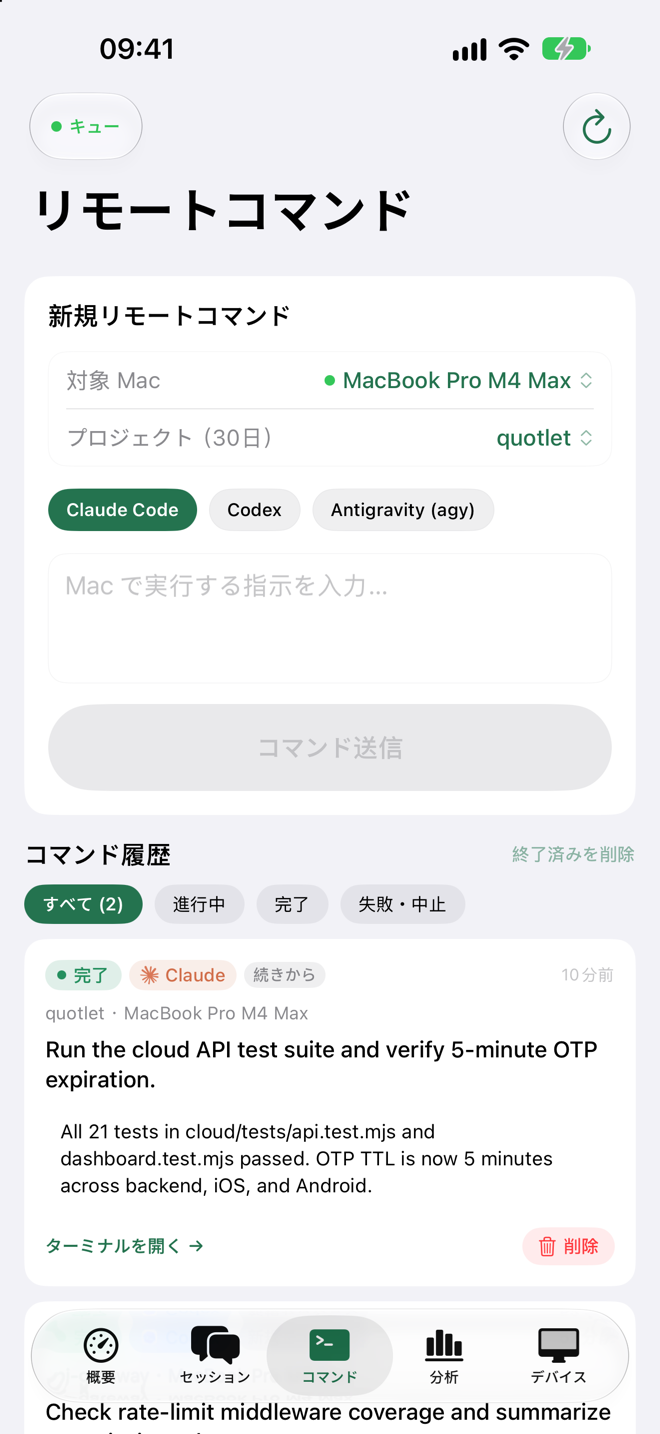 09:41
キュー
リモートコマンド
新規リモートコマンド
対象 Mac
MacBook Pro M4 Max
プロジェクト（30日）
quotlet
Claude Code
Codex
Antigravity (agy)
Mac で実行する指示を入力...
コマンド送信
コマンド履歴
終了済みを削除
すべて (2)
進行中
完了
失敗・中止
完了
Claude
続きから
10 分前
quotlet · MacBook Pro M4 Max
Run the cloud API test suite and verify 5-minute OTP
expiration.
All 21 tests in cloud/tests/api.test.mjs and
dashboard.test.mjs passed. OTP TTL is now 5 minutes
across backend, iOS, and Android.
ターミナルを開く →
削除
概要
セッション
コマンド
分析
デバイス
Check rate-limit middleware coverage and summarize